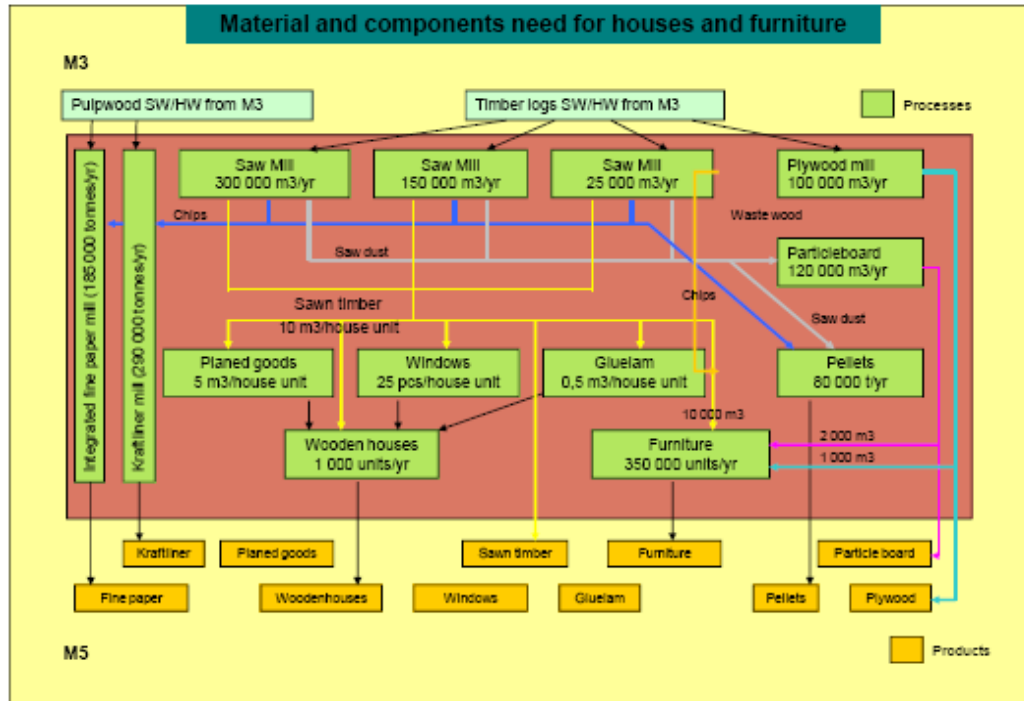 Material and components need for houses and furniture
M3
Pulpwood SW/HW from M3
Timber logs SW/HW from M3
Processes
Integrated fine paper mill (185 000 tonnes/yr)
Kraftliner mill (290 000 tonnes/yr)
Saw Mill
300 000 m3/yr
Saw Mill
150 000 m3/yr
Saw Mill
25 000 m3/yr
Plywood mill
100 000 m3/yr
Chips
Waste wood
Saw dust
Particleboard
120 000 m3/yr
Sawn timber
10 m3/house unit
Chips
Saw dust
Planed goods
5 m3/house unit
Windows
25 pcs/house unit
Gluelam
0,5 m3/house unit
Pellets
80 000 t/yr
10 000 m3
Wooden houses
1 000 units/yr
Furniture
350 000 units/yr
2 000 m3
1 000 m3
Kraftliner
Planed goods
Sawn timber
Furniture
Particle board
Fine paper
Woodenhouses
Windows
Gluelam
Pellets
Plywood
M5
Products